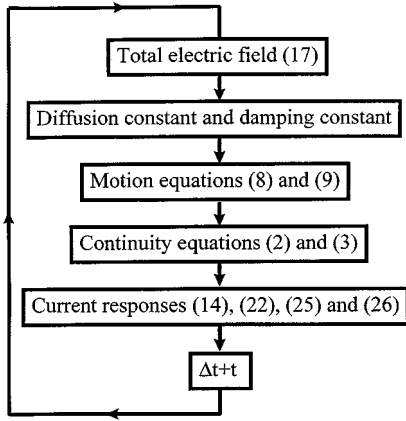 Total electric field (17)
Diffusion constant and damping constant
Motion equations (8) and (9)
Continuity equations (2) and (3)
Current responses (14), (22), (25) and (26)
Δt+t